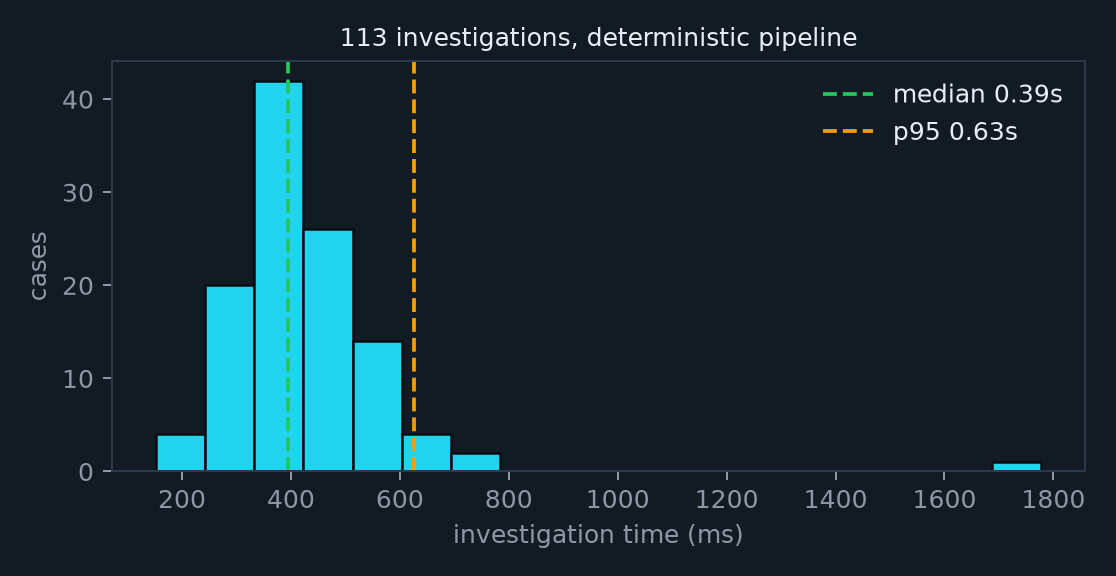 113 investigations, deterministic pipeline
median 0.39s
p95 0.63s
40
30
20
10
0
cases
200 400 600 800 1000 1200 1400 1600 1800
investigation time (ms)